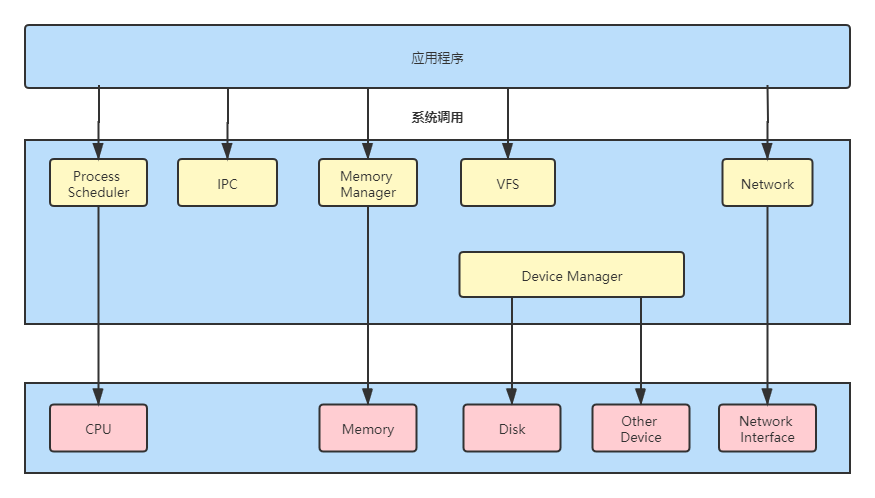 应用程序
系统调用
Process
Scheduler
IPC
Memory
Manager
VFS
Network
Device Manager
CPU
Memory
Disk
Other
Device
Network
Interface